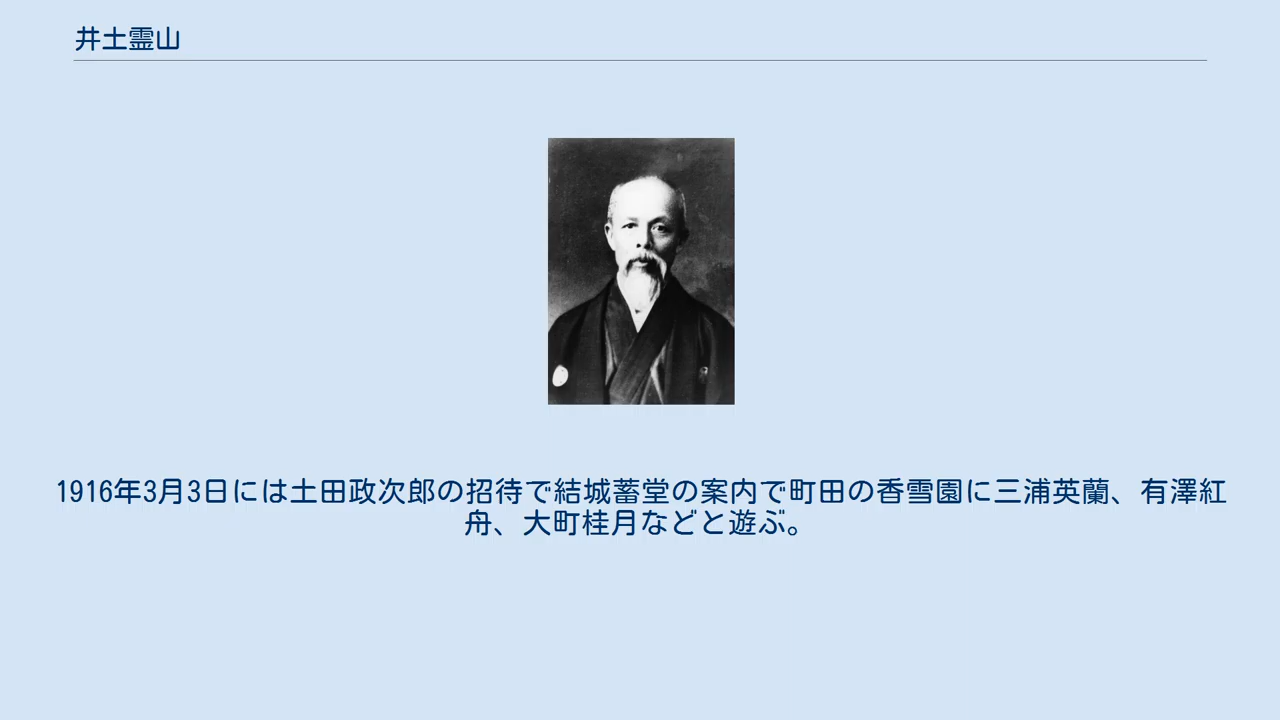 井土霊山
1916年3月3日には土田政次郎の招待で結城蓄堂の案内で町田の香雪園に三浦英蘭、有澤紅
舟、大町桂月などと遊ぶ。